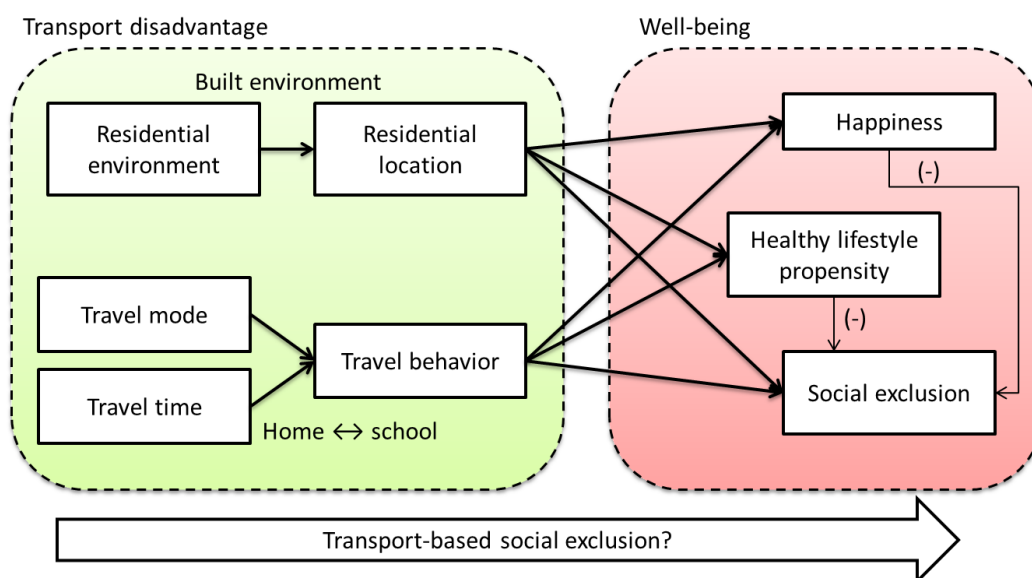 Transport disadvantage
Well-being
Built environment
Residential
environment
Residential
location
Happiness
(-)
Healthy lifestyle
propensity
(-)
Travel mode
Travel behavior
Travel time
Home ↔ school
Social exclusion
Transport-based social exclusion?